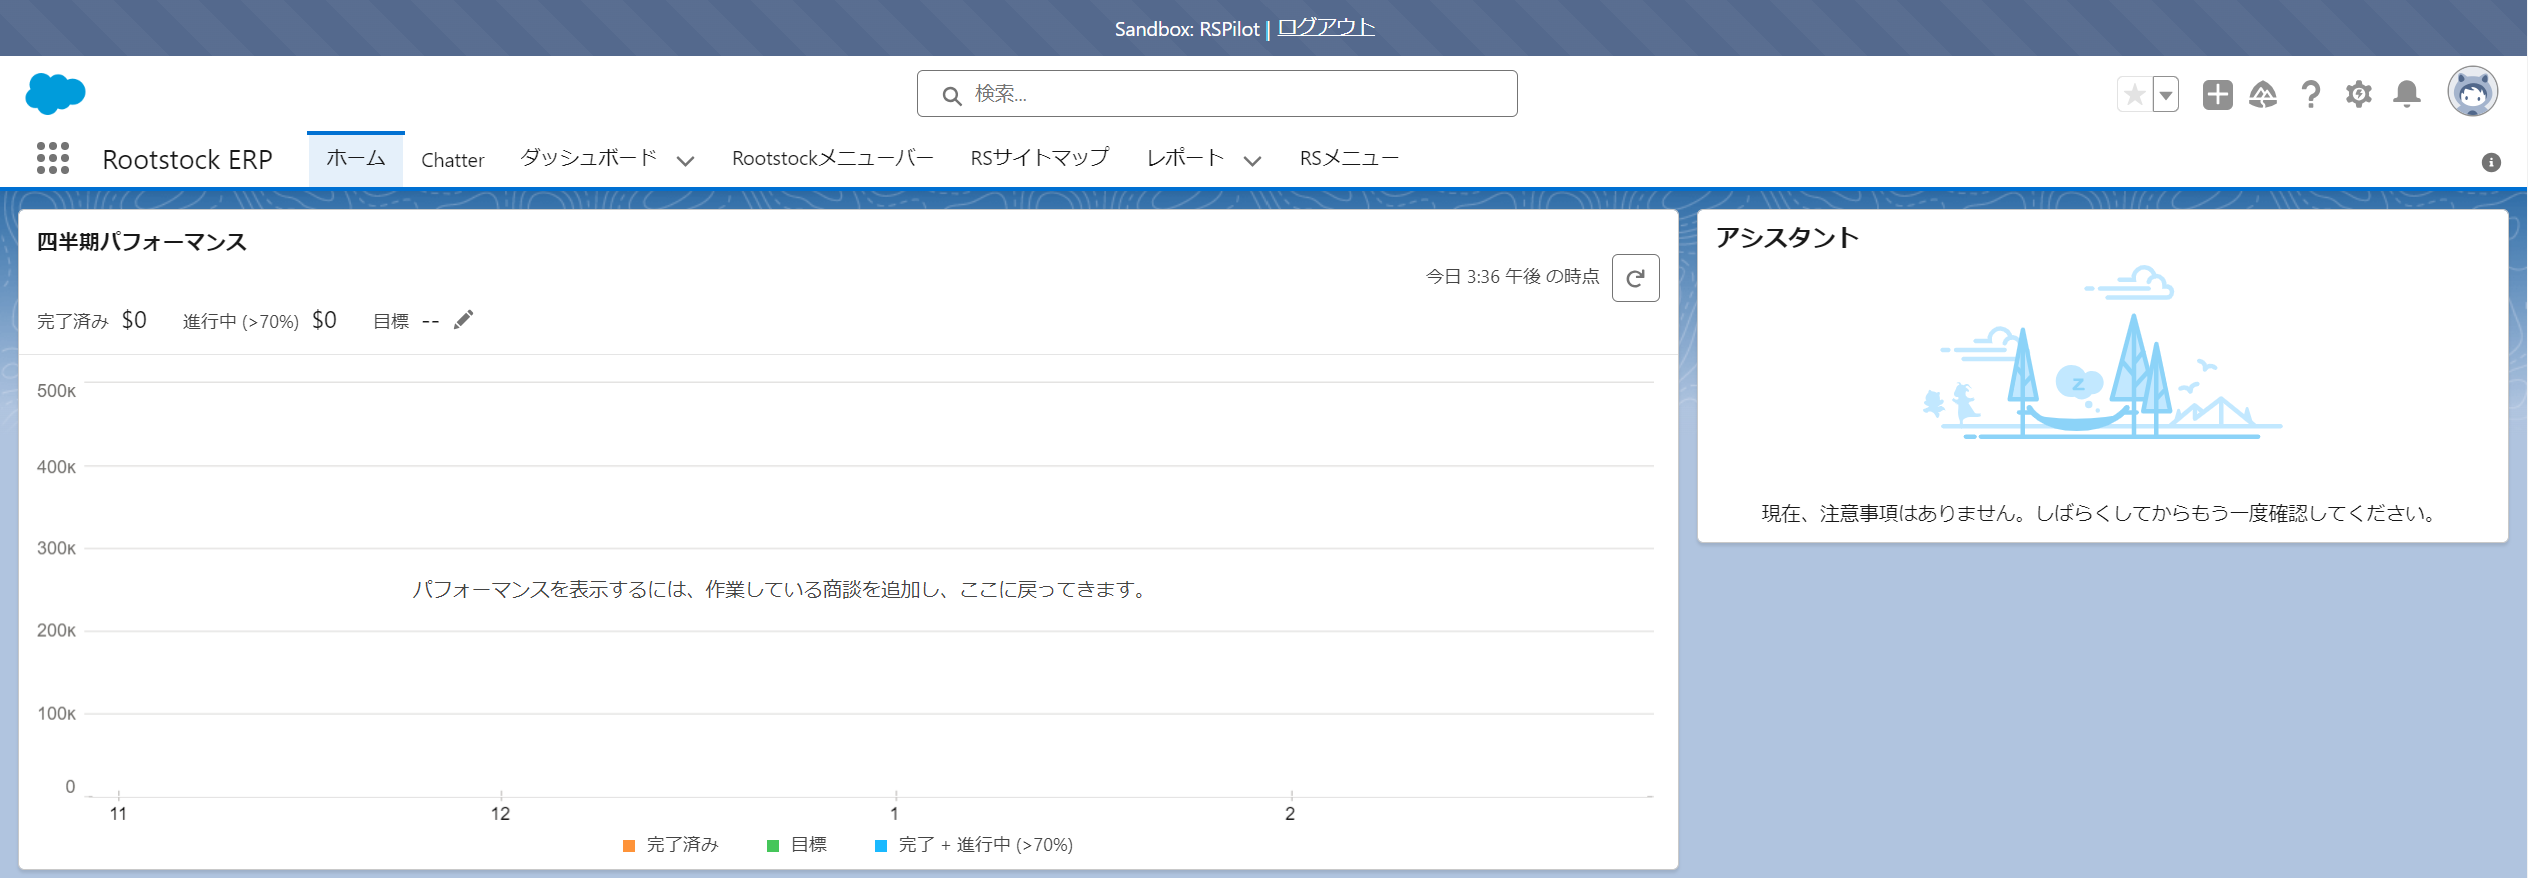 Sandbox: RSPilot | ログアウト
検索...
Rootstock ERP ホーム Chatter ダッシュボード Rootstockメニューバー RSサイトマップ レポート RSメニュー
四半期パフォーマンス
今日 3:36 午後 の時点
完了済み $0 進行中 (>70%) $0 目標 --
500K
400K
300K
パフォーマンスを表示するには、作業している商談を追加し、ここに戻ってきます。
200K
100K
0
11 12 1 2
完了済み 目標 完了 + 進行中 (>70%)
アシスタント
z
現在、注意事項はありません。しばらくしてからもう一度確認してください。